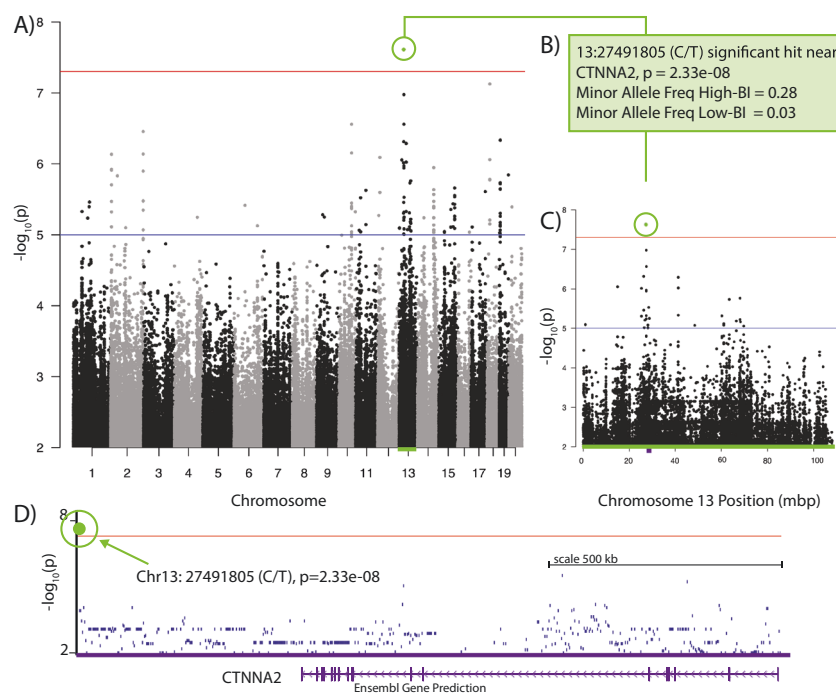 A)
8
7
6
5
4
3
2
-log10(p)
1 2 3 4 5 6 7 8 9 11 13 15 17 19
Chromosome
B)
13:27491805 (C/T) significant hit near
CTNNA2, p = 2.33e-08
Minor Allele Freq High-BI = 0.28
Minor Allele Freq Low-BI = 0.03
C)
8
7
6
5
4
3
2
-log10(p)
0 20 40 60 80 100
Chromosome 13 Position (mbp)
D)
8
2
-log10(p)
Chr13: 27491805 (C/T), p=2.33e-08
scale 500 kb
CTNNA2
Ensembl Gene Prediction